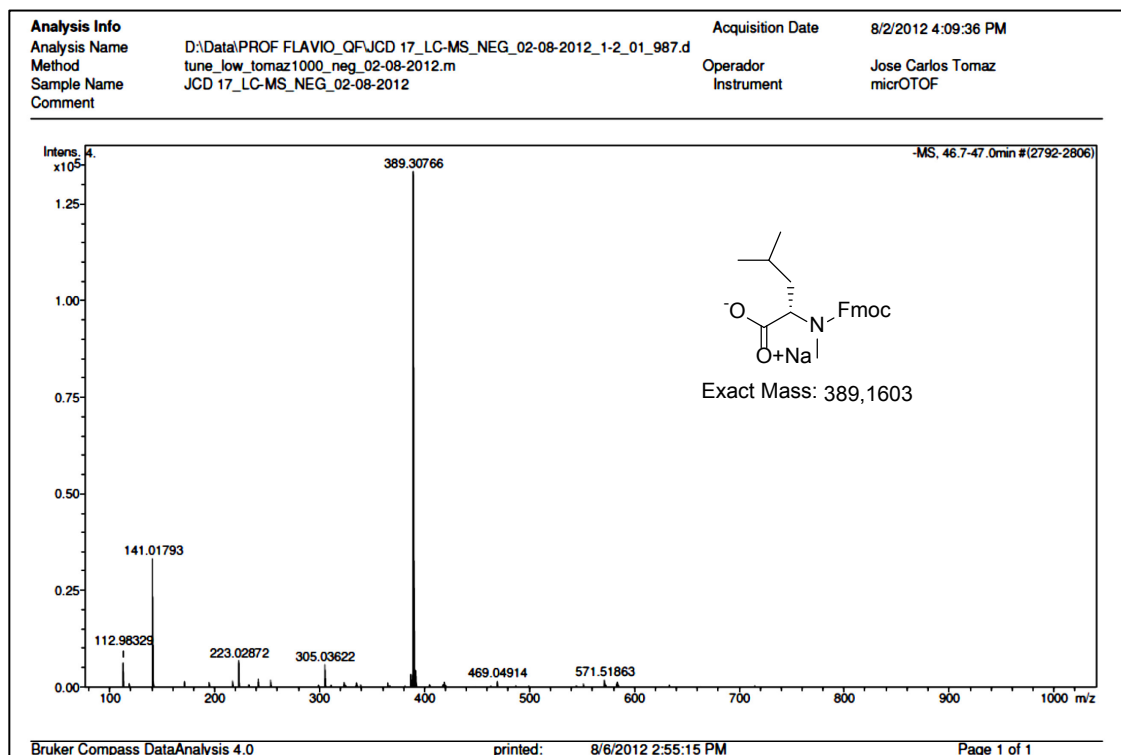 Analysis Info Acquisition Date 8/2/2012 4:09:36 PM
Analysis Name D:\Data\PROF FLAVIO_QF\JCD 17_LC-MS_NEG_02-08-2012_1-2_01_987.d
Method tune_low_tomaz1000_neg_02-08-2012.m Operador Jose Carlos Tomaz
Sample Name JCD 17_LC-MS_NEG_02-08-2012 Instrument micrOTOF
Comment
Intens. 4. -MS, 46.7-47.0min #(2792-2806)
x10⁵
389.30766
1.25
1.00
-O
N
Fmoc
O+Na
0.75
Exact Mass: 389,1603
0.50
141.01793
0.25
112.98329
223.02872
305.03622
469.04914
571.51863
0.00
100 200 300 400 500 600 700 800 900 1000 m/z
Bruker Compass DataAnalysis 4.0 printed: 8/6/2012 2:55:15 PM Page 1 of 1